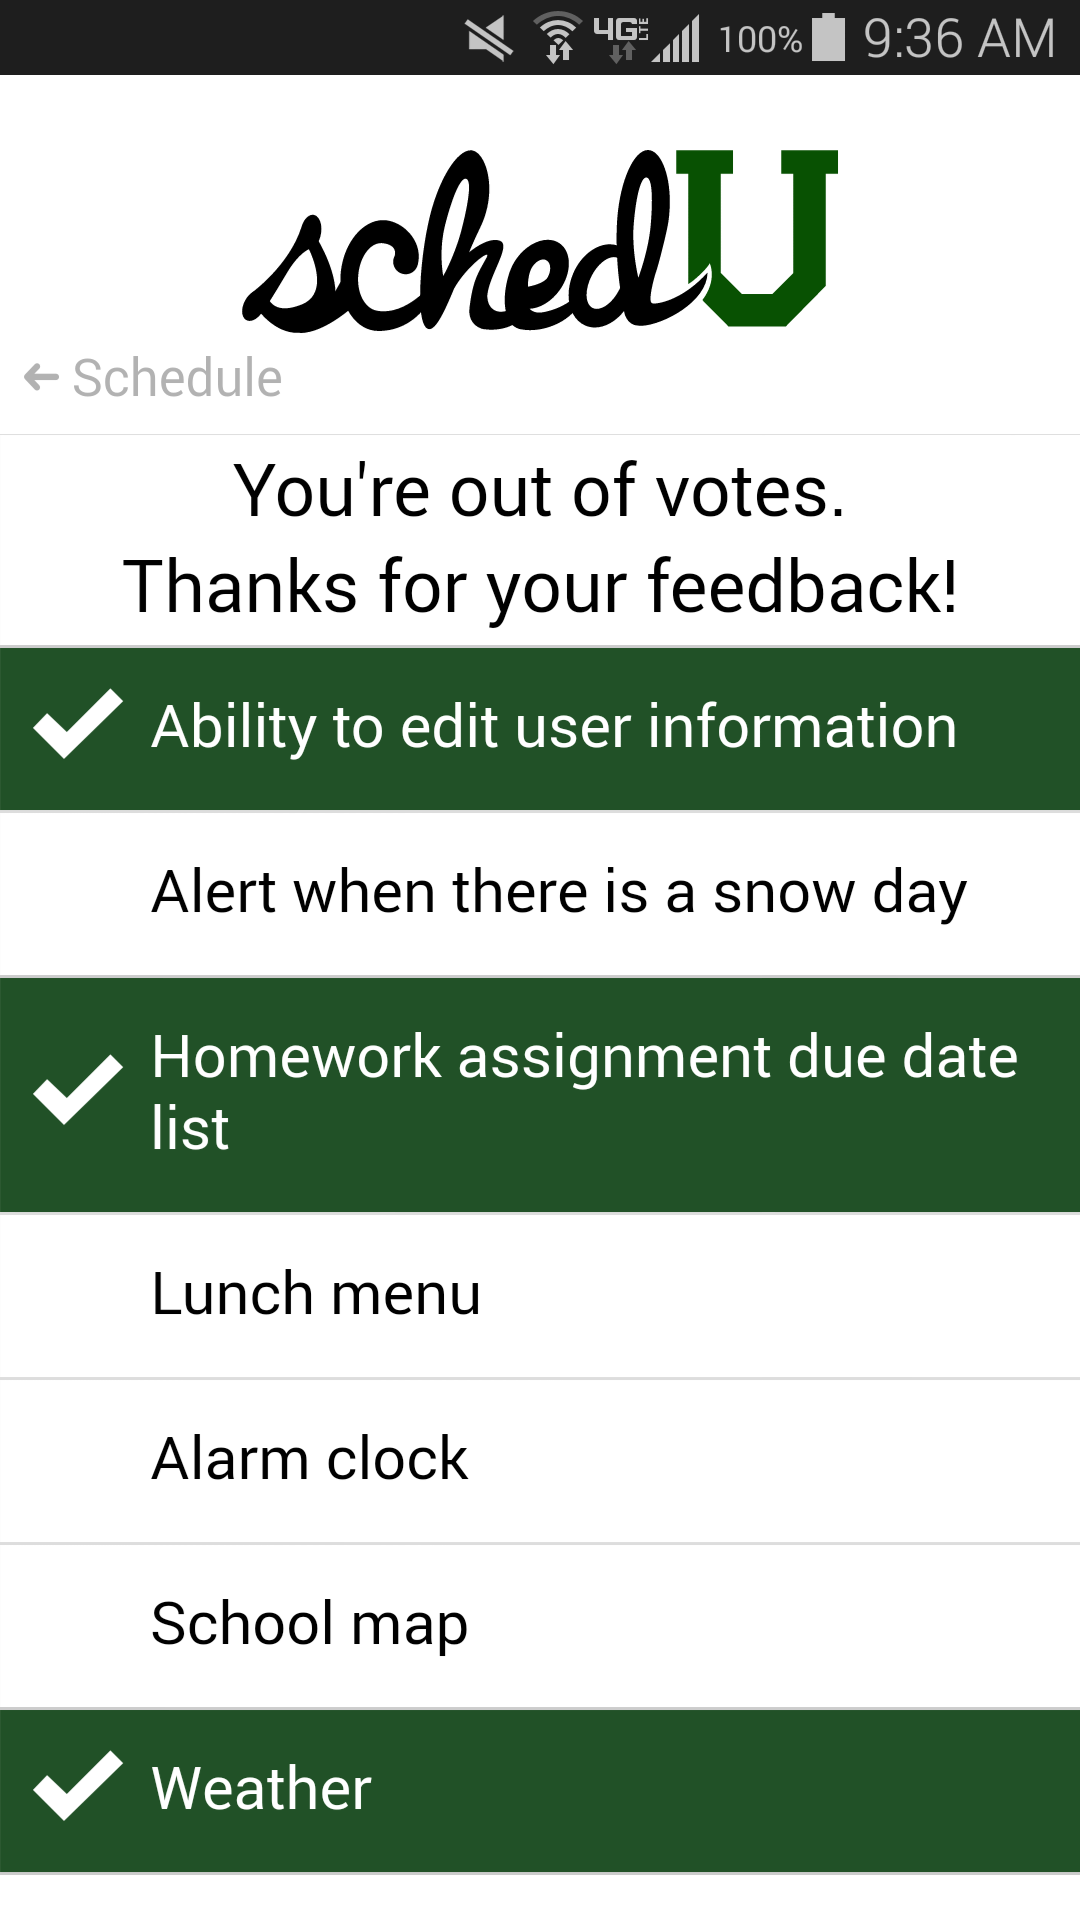 4G LTE 100% 9:36 AM
schedU
Schedule
You're out of votes.
Thanks for your feedback!
Ability to edit user information
Alert when there is a snow day
Homework assignment due date
list
Lunch menu
Alarm clock
School map
Weather